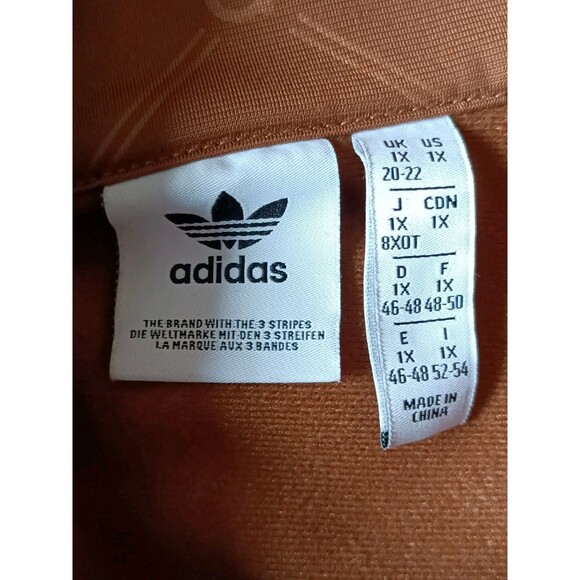 adidas
THE BRAND WITH THE 3 STRIPES
DIE WELTMARKE MIT DEN 3 STREIFEN
LA MARQUE AUX 3 BANDES
UK US
1X 1X
20-22
J CDN
1X 1X
8XOT
D F
1X 1X
46-48 48-50
E I
1X 1X
46-48 52-54
MADE IN
CHINA